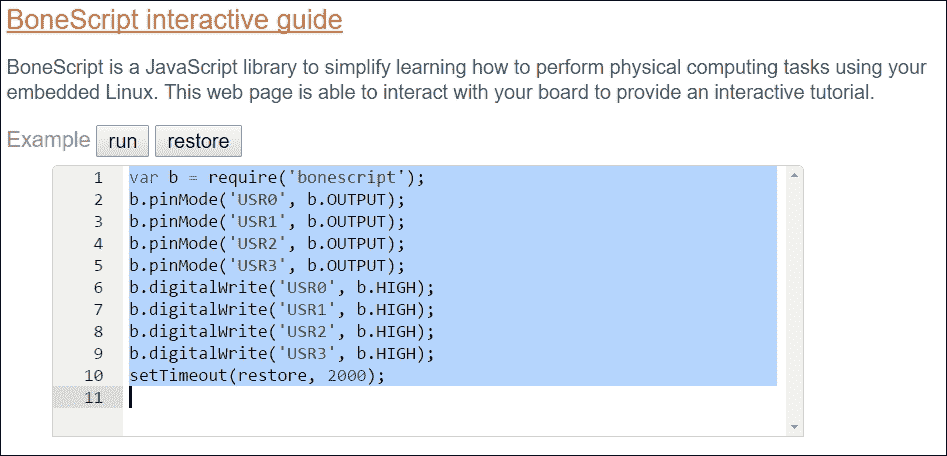 BoneScript interactive guide
BoneScript is a JavaScript library to simplify learning how to perform physical computing tasks using your
embedded Linux. This web page is able to interact with your board to provide an interactive tutorial.
Example run restore
1 var b = require('bonescript');
2 b.pinMode('USR0', b.OUTPUT);
3 b.pinMode('USR1', b.OUTPUT);
4 b.pinMode('USR2', b.OUTPUT);
5 b.pinMode('USR3', b.OUTPUT);
6 b.digitalWrite('USR0', b.HIGH);
7 b.digitalWrite('USR1', b.HIGH);
8 b.digitalWrite('USR2', b.HIGH);
9 b.digitalWrite('USR3', b.HIGH);
10 setTimeout(restore, 2000);
11